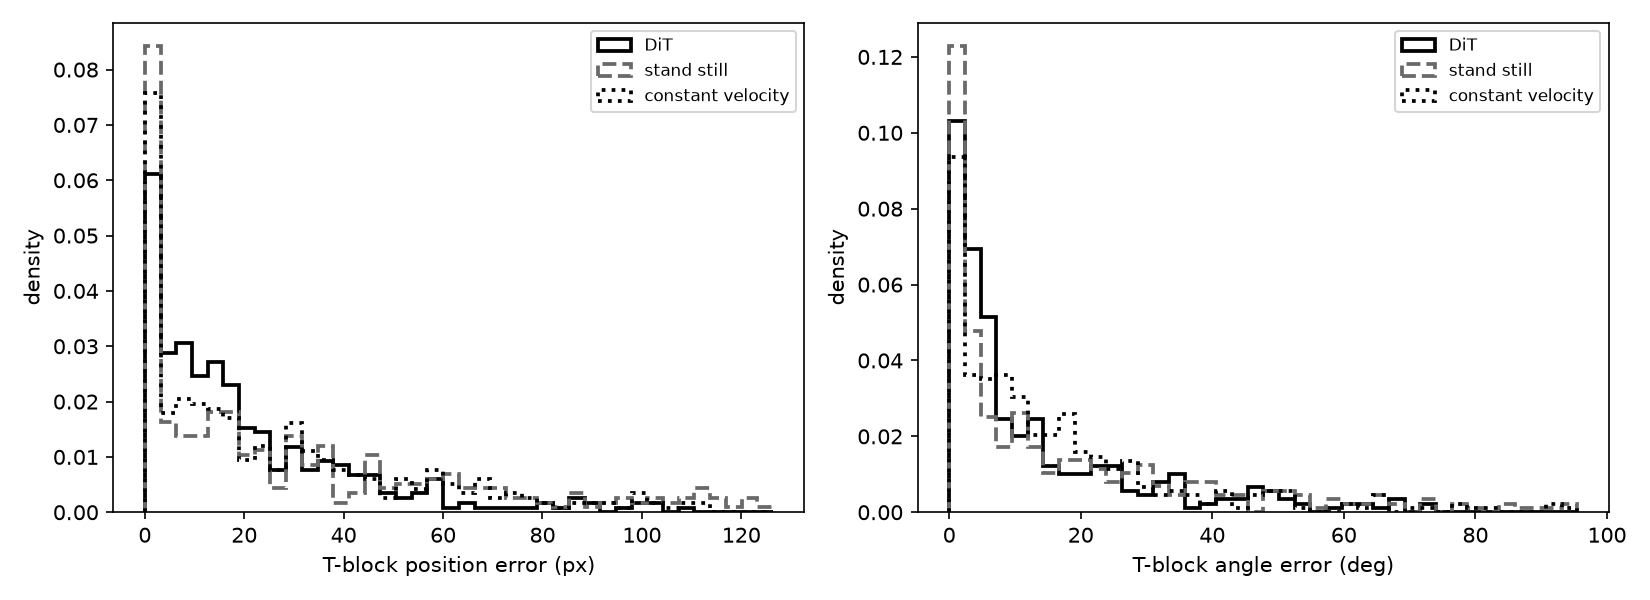 density
0.08
0.07
0.06
0.05
0.04
0.03
0.02
0.01
0.00
0 20 40 60 80 100 120
T-block position error (px)
DiT
stand still
constant velocity
density
0.12
0.10
0.08
0.06
0.04
0.02
0.00
0 20 40 60 80 100
T-block angle error (deg)
DiT
stand still
constant velocity